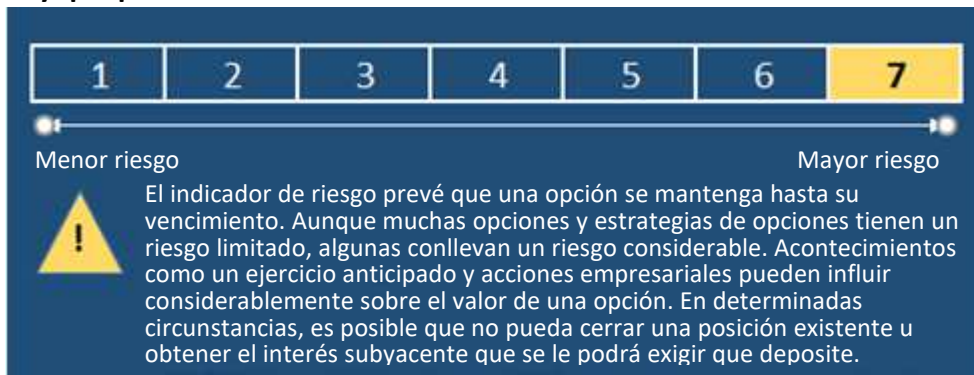 1 2 3 4 5 6 7
Menor riesgo Mayor riesgo
El indicador de riesgo prevé que una opción se mantenga hasta su
vencimiento. Aunque muchas opciones y estrategias de opciones tienen un
riesgo limitado, algunas conllevan un riesgo considerable. Acontecimientos
como un ejercicio anticipado y acciones empresariales pueden influir
considerablemente sobre el valor de una opción. En determinadas
circunstancias, es posible que no pueda cerrar una posición existente u
obtener el interés subyacente que se le podrá exigir que deposite.